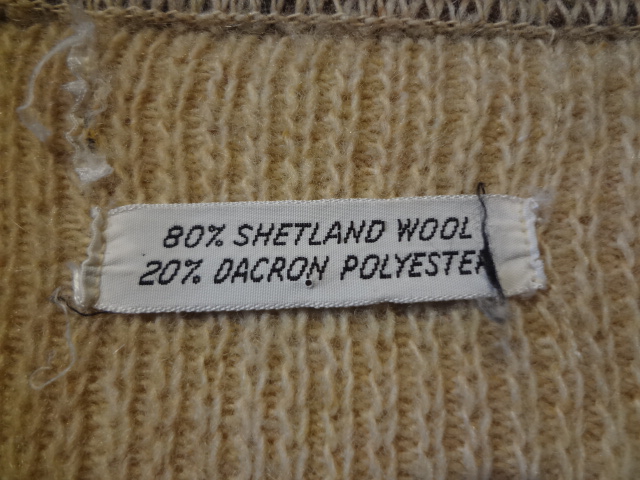 80% SHETLAND WOOL
20% DACRON POLYESTER